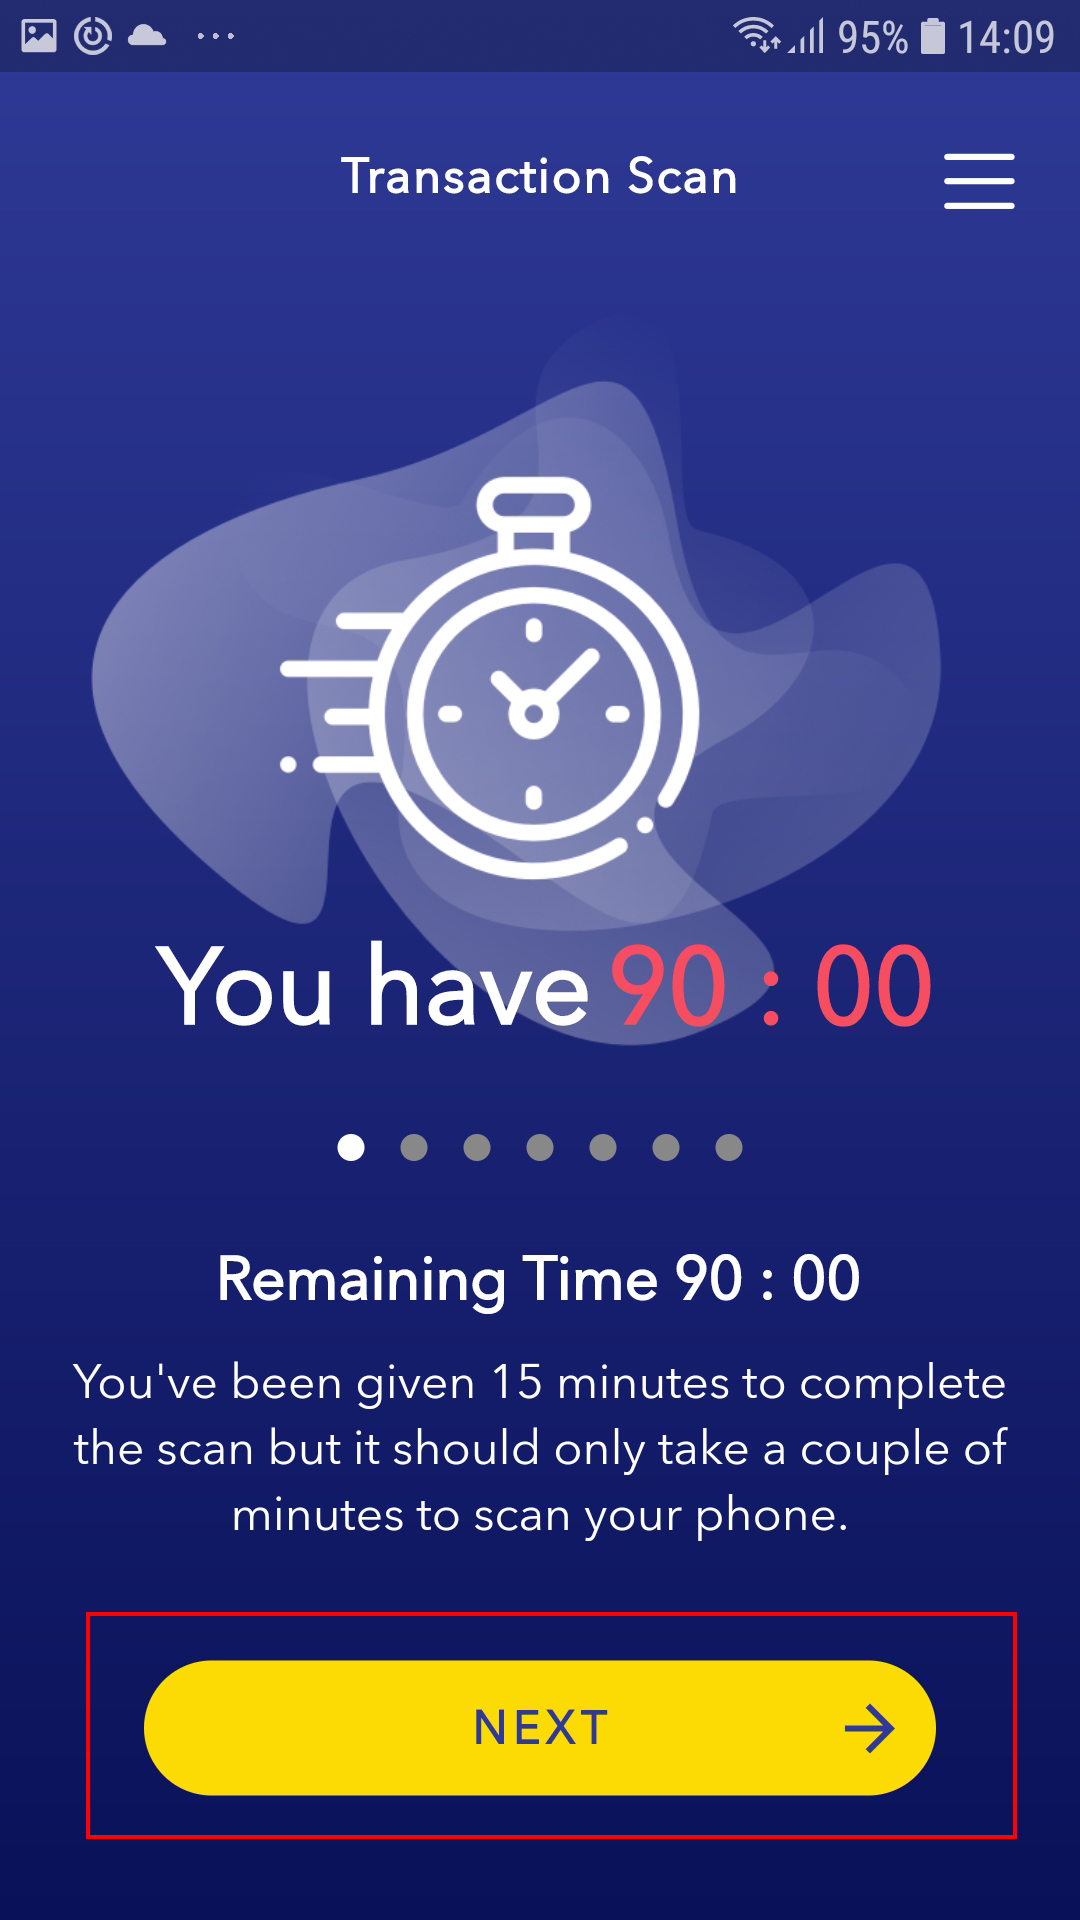 95% 14:09
Transaction Scan
You have 90 : 00
Remaining Time 90 : 00
You've been given 15 minutes to complete
the scan but it should only take a couple of
minutes to scan your phone.
NEXT